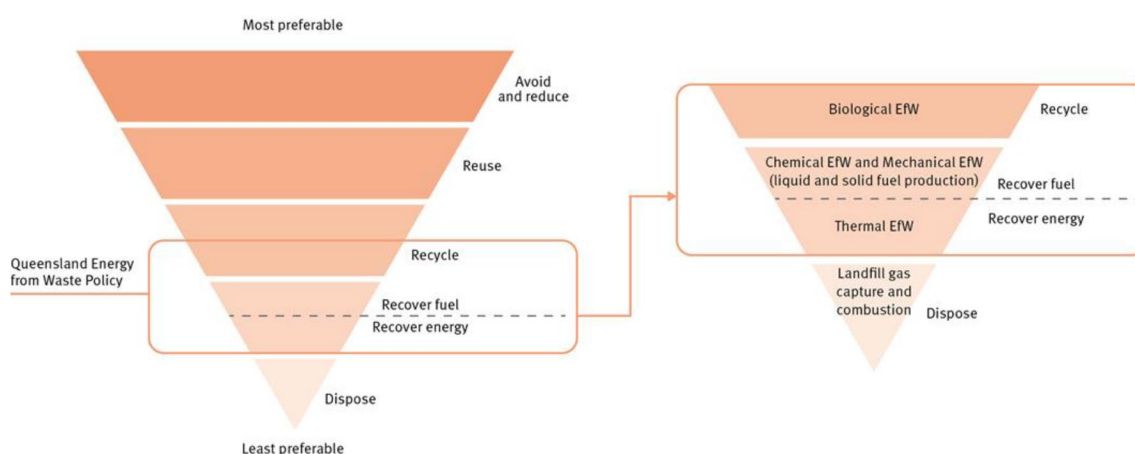 Most preferable
Avoid
and reduce
Reuse
Recycle
Queensland Energy
from Waste Policy
Recover fuel
Recover energy
Dispose
Least preferable
Biological EfW
Recycle
Chemical EfW and Mechanical EfW
(liquid and solid fuel production)
Recover fuel
Recover energy
Thermal EfW
Landfill gas
capture and
combustion
Dispose